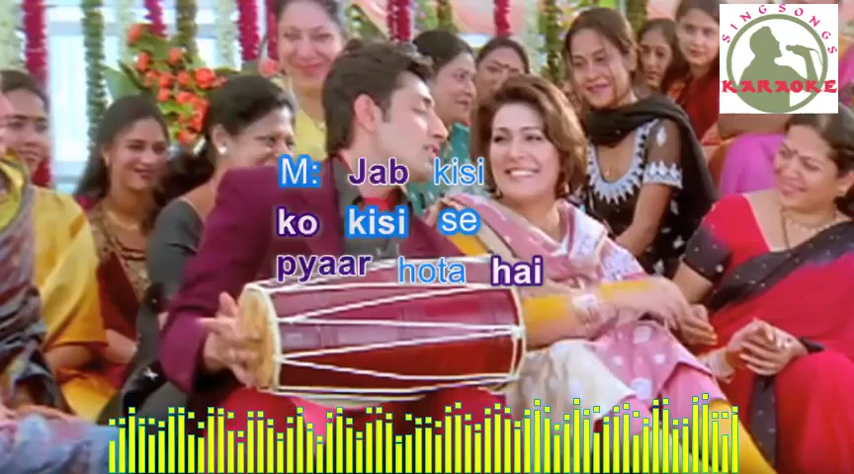 SINGSONGS
KARAOKE
M: Jab kisi
ko kisi se
pyaar hota hai